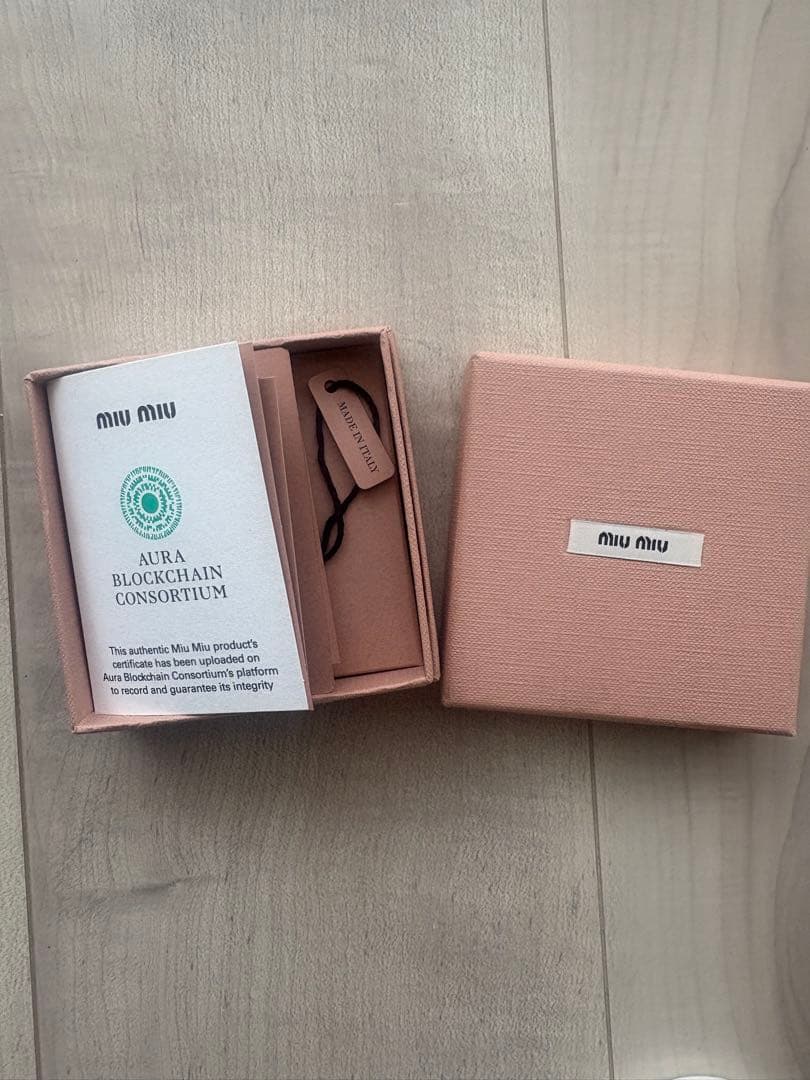 miu miu
AURA
BLOCKCHAIN
CONSORTIUM
This authentic Miu Miu product's
certificate has been uploaded on
Aura Blockchain Consortium's platform
to record and guarantee its integrity
MADE IN ITALY
miu miu